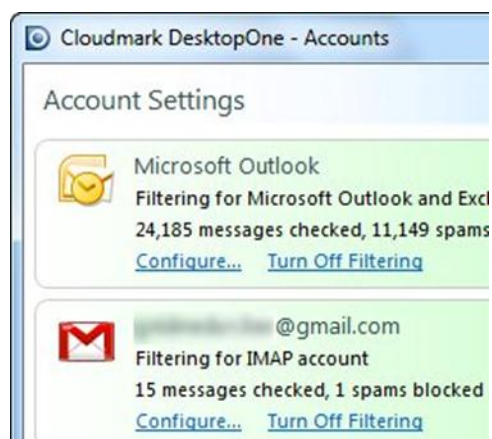 Cloudmark DesktopOne - Accounts
Account Settings
Microsoft Outlook
Filtering for Microsoft Outlook and
24,185 messages checked, 11,149 spams
Configure... Turn Off Filtering
@gmail.com
Filtering for IMAP account
15 messages checked, 1 spams blocked
Configure... Turn Off Filtering